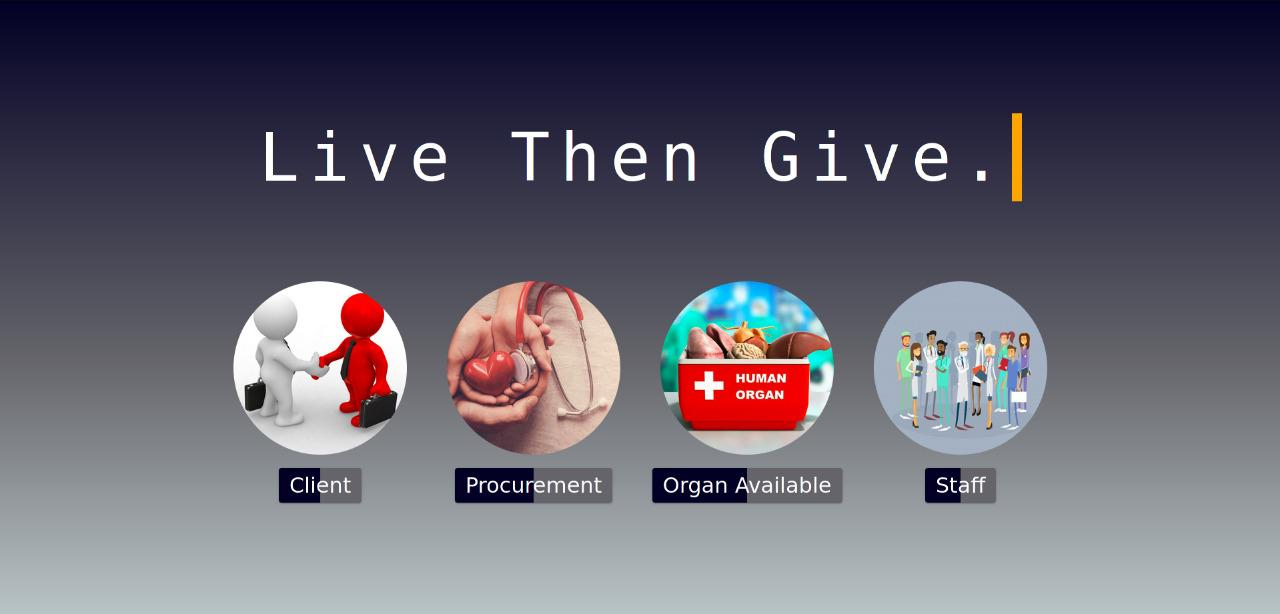 Live Then Give.
HUMAN
ORGAN
Client
Procurement
Organ Available
Staff